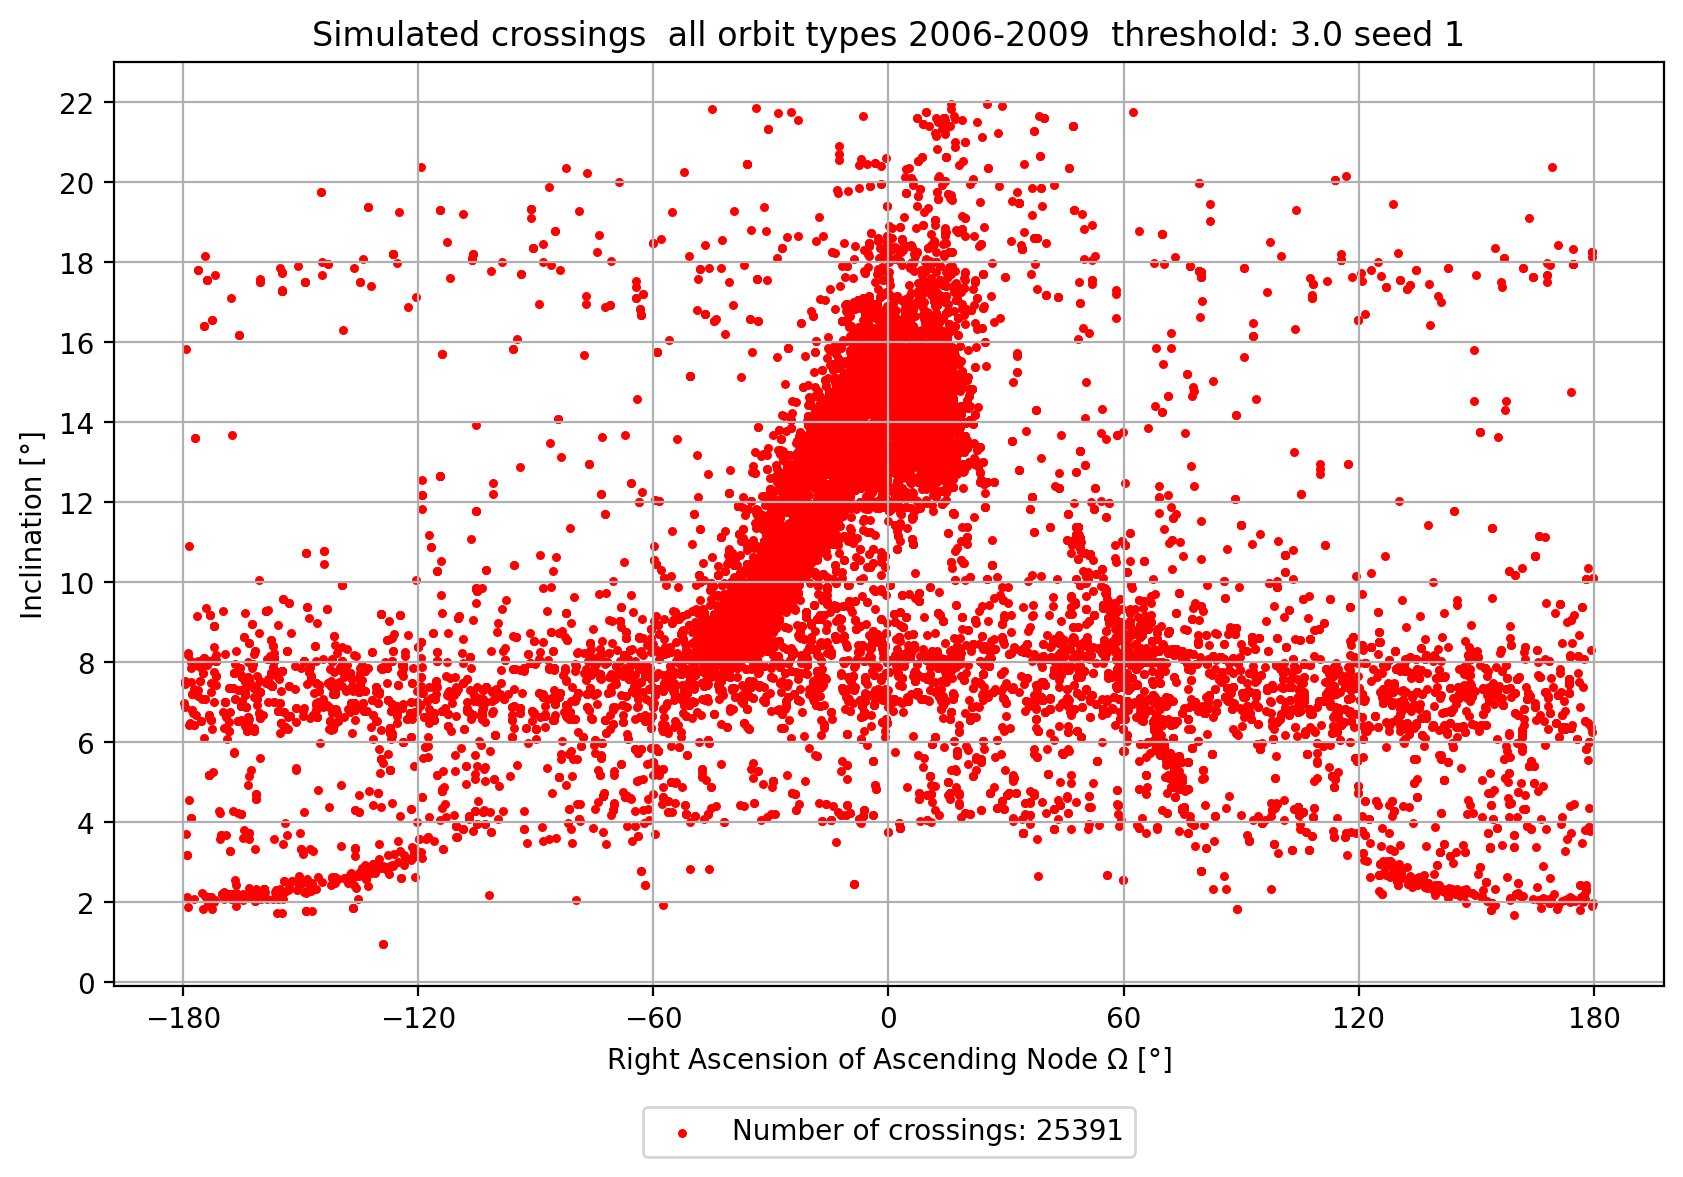 Simulated crossings  all orbit types 2006-2009  threshold: 3.0 seed 1
Inclination [°]
22
20
18
16
14
12
10
8
6
4
2
0
−180 −120 −60 0 60 120 180
Right Ascension of Ascending Node Ω [°]
Number of crossings: 25391